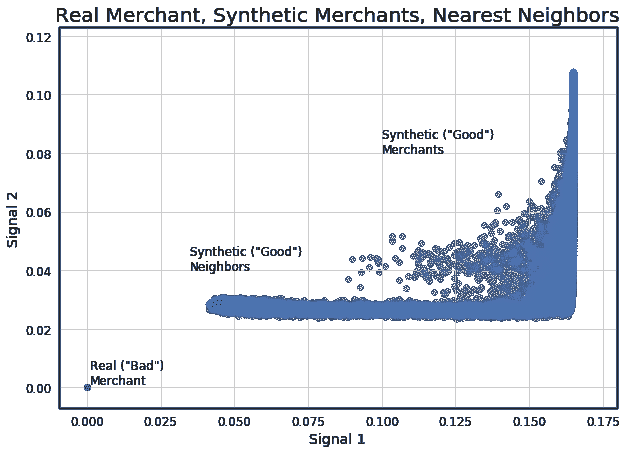 Real Merchant, Synthetic Merchants, Nearest Neighbors
0.12
0.10
0.08
0.06
0.04
0.02
0.00
Signal 2
Synthetic ("Good")
Merchants
Synthetic ("Good")
Neighbors
Real ("Bad")
Merchant
0.000 0.025 0.050 0.075 0.100 0.125 0.150 0.175
Signal 1